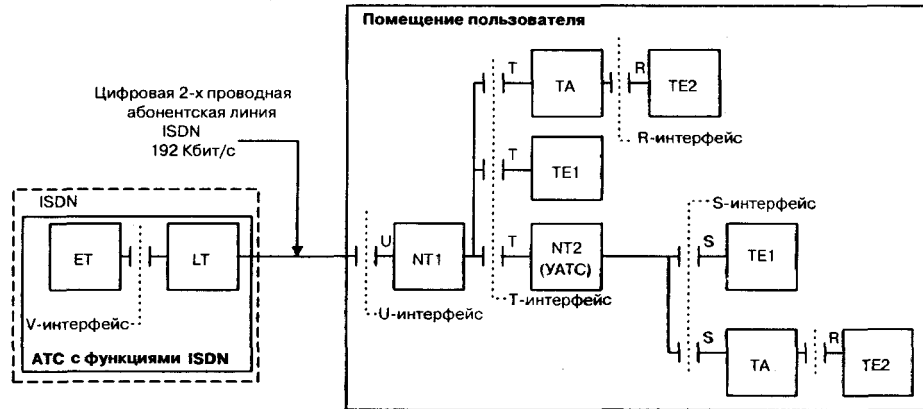 Помещение пользователя
T
TA
R
TE2
Цифровая 2-х проводная
абонентская линия
ISDN
192 Кбит/с
R-интерфейс
T
TE1
ISDN
S-интерфейс
ET
LT
U
NT1
T
NT2
(УАТС)
S
TE1
V-интерфейс
T-интерфейс
U-интерфейс
АТС с функциями ISDN
S
TA
R
TE2